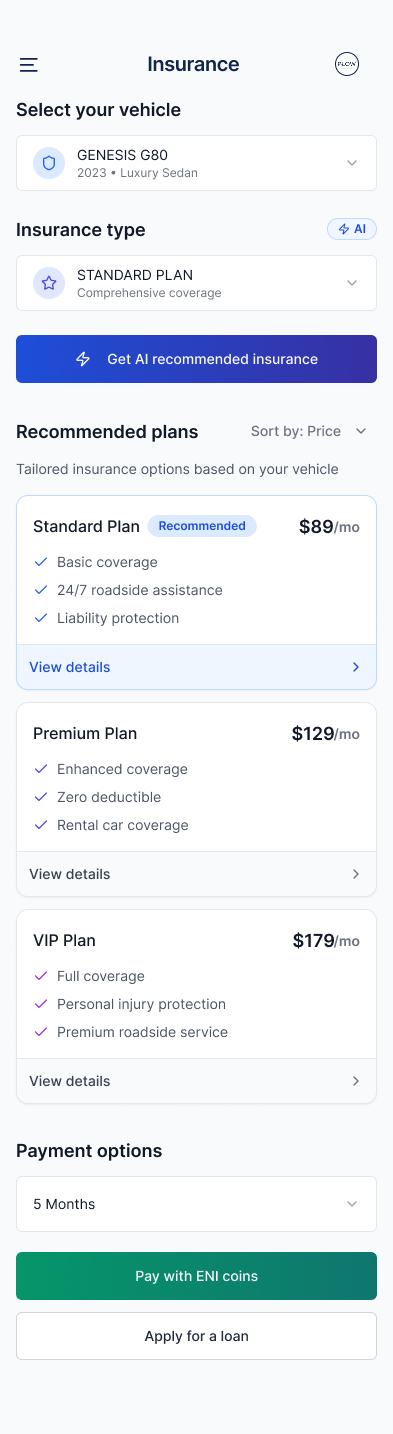 Insurance
FLOW
Select your vehicle
GENESIS G80
2023 • Luxury Sedan
Insurance type
AI
STANDARD PLAN
Comprehensive coverage
Get AI recommended insurance
Recommended plans
Sort by: Price
Tailored insurance options based on your vehicle
Standard Plan
Recommended
$89/mo
Basic coverage
24/7 roadside assistance
Liability protection
View details
Premium Plan
$129/mo
Enhanced coverage
Zero deductible
Rental car coverage
View details
VIP Plan
$179/mo
Full coverage
Personal injury protection
Premium roadside service
View details
Payment options
5 Months
Pay with ENI coins
Apply for a loan